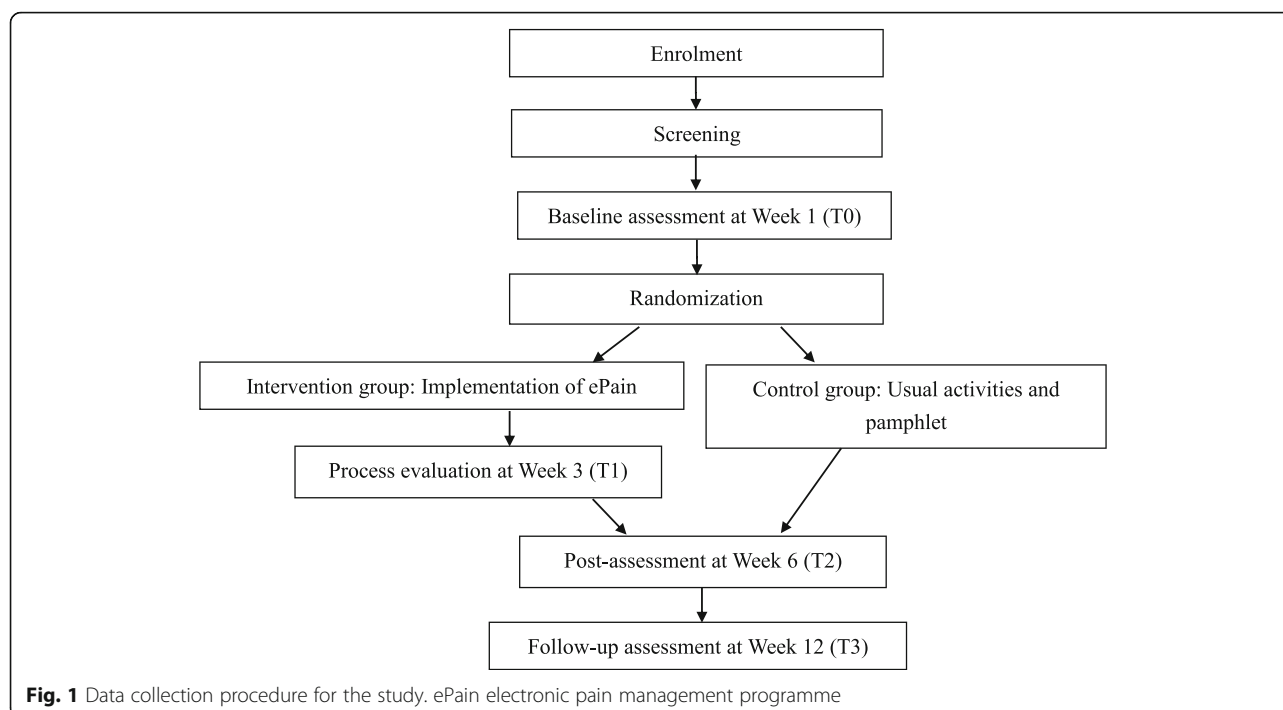 Enrolment
Screening
Baseline assessment at Week 1 (T0)
Randomization
Intervention group: Implementation of ePain
Control group: Usual activities and
pamphlet
Process evaluation at Week 3 (T1)
Post-assessment at Week 6 (T2)
Follow-up assessment at Week 12 (T3)
Fig. 1 Data collection procedure for the study. ePain electronic pain management programme